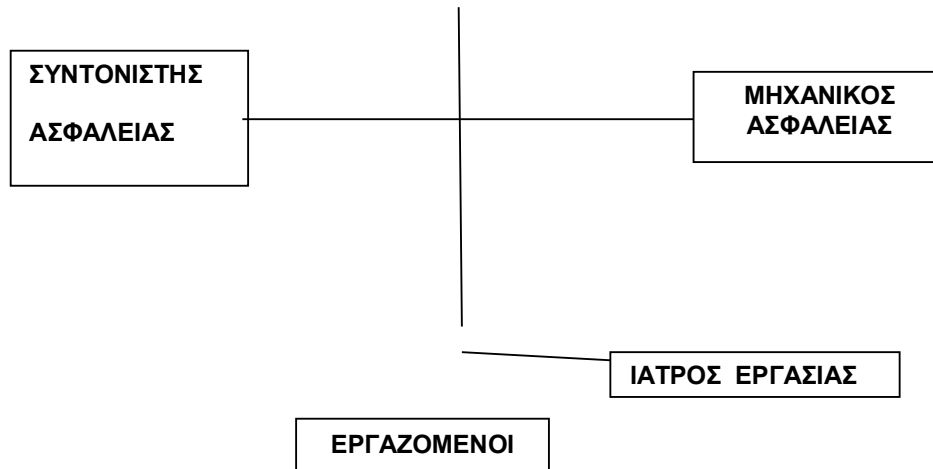 ΣΥΝΤΟΝΙΣΤΗΣ
ΑΣΦΑΛΕΙΑΣ
ΜΗΧΑΝΙΚΟΣ
ΑΣΦΑΛΕΙΑΣ
ΙΑΤΡΟΣ ΕΡΓΑΣΙΑΣ
ΕΡΓΑΖΟΜΕΝΟΙ